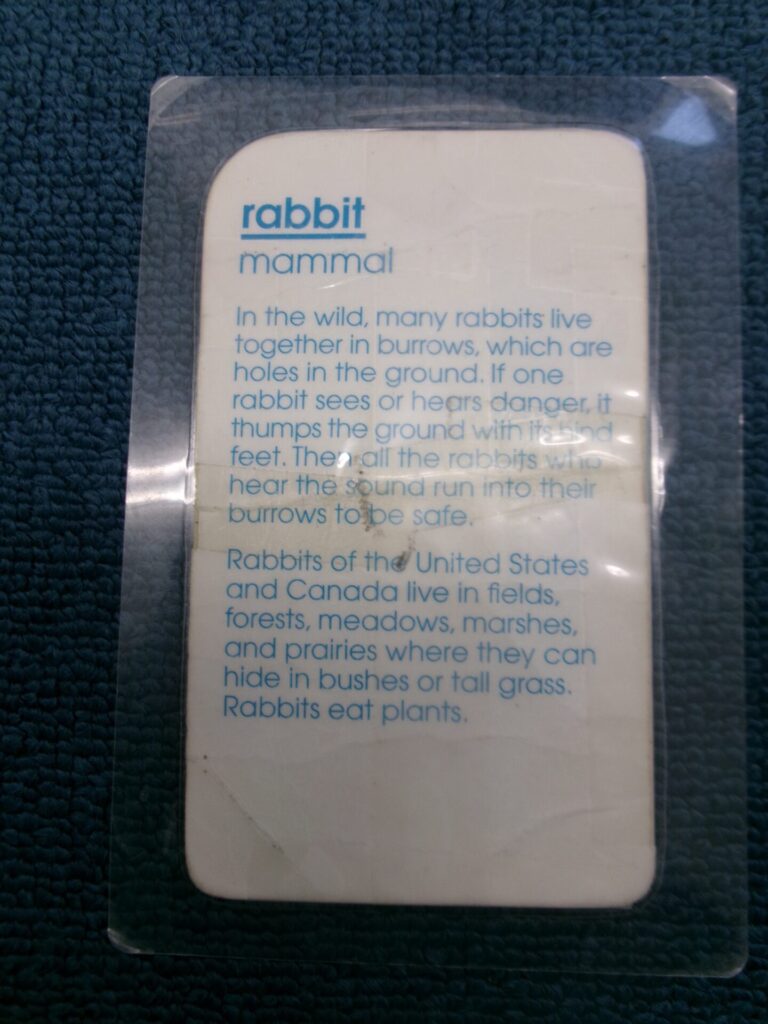 rabbit
mammal
In the wild, many rabbits live
together in burrows, which are
holes in the ground. If one
rabbit sees or hears danger, it
thumps the ground with its hind
feet. Then all the rabbits who
hear the sound run into their
burrows to be safe.
Rabbits of the United States
and Canada live in fields,
forests, meadows, marshes,
and prairies where they can
hide in bushes or tall grass.
Rabbits eat plants.